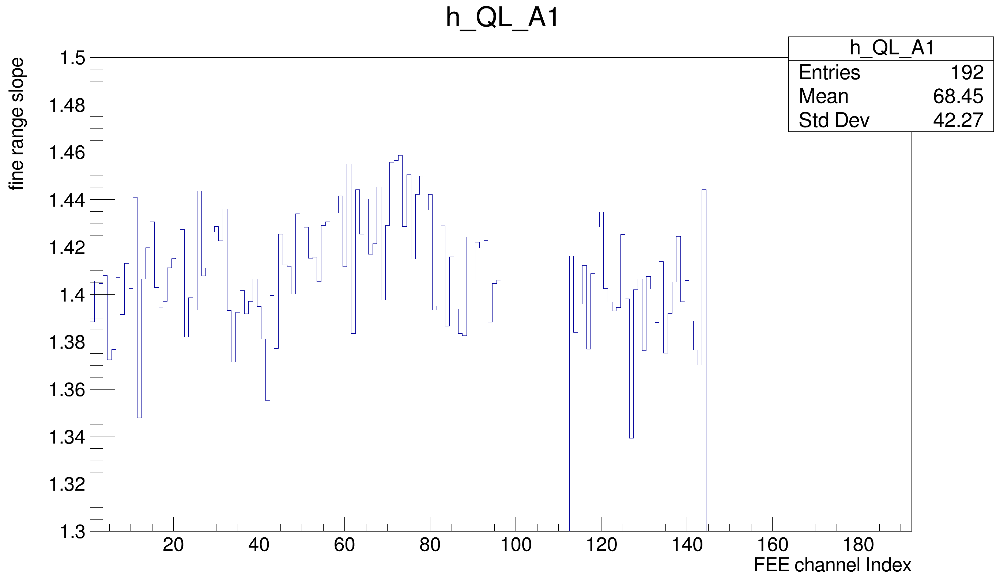 h_QL_A1
h_QL_A1
Entries 192
Mean 68.45
Std Dev 42.27
fine range slope
1.5
1.48
1.46
1.44
1.42
1.4
1.38
1.36
1.34
1.32
1.3
20 40 60 80 100 120 140 160 180
FEE channel Index